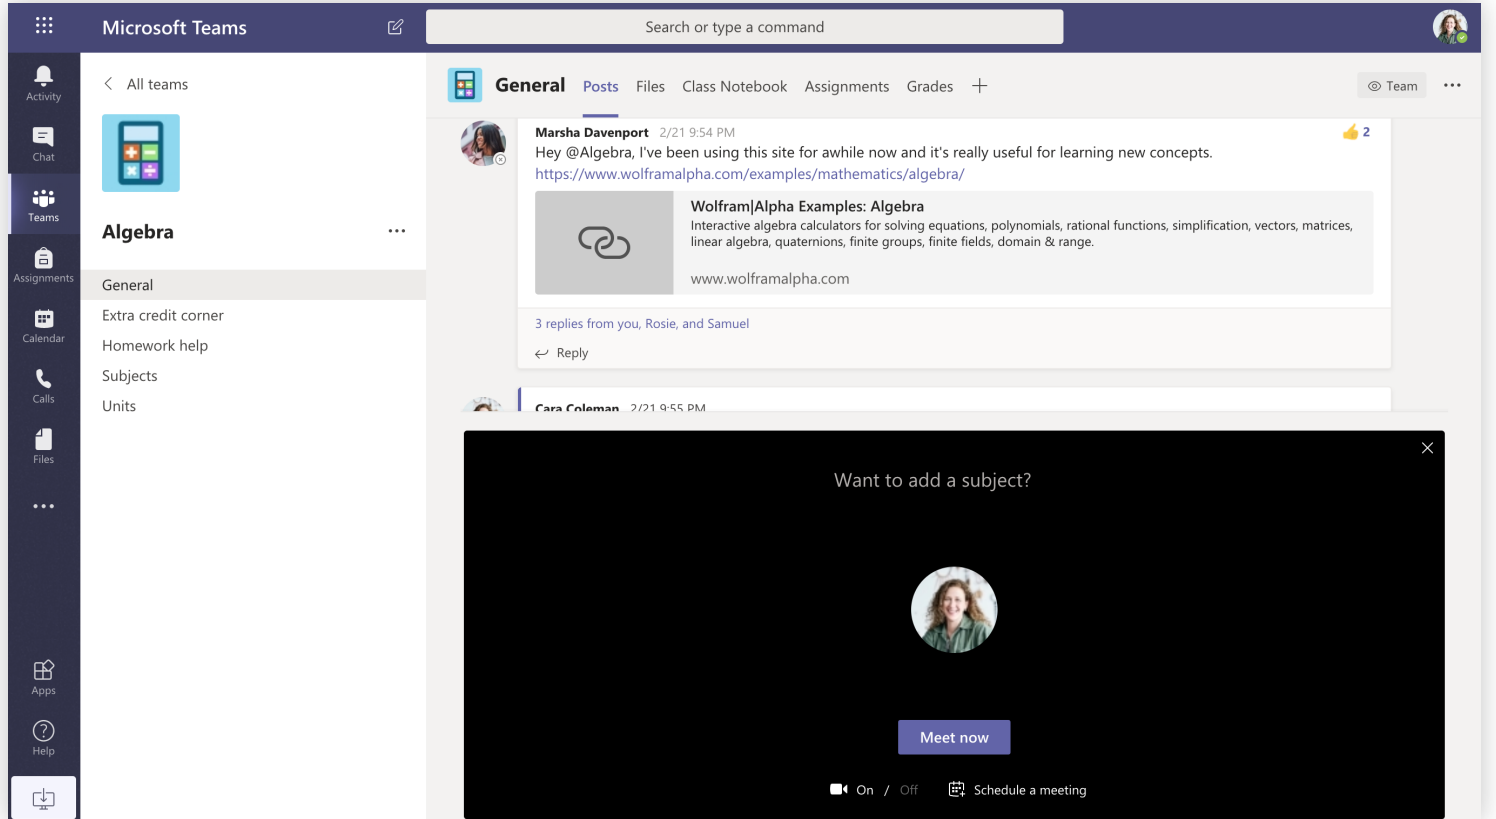 Microsoft Teams
Search or type a command
Activity
Chat
Teams
Assignments
Calendar
Calls
Files
Apps
Help
All teams
Algebra
General
Extra credit corner
Homework help
Subjects
Units
General Posts Files Class Notebook Assignments Grades
Team
Marsha Davenport 2/21 9:54 PM
2
Hey @Algebra, I've been using this site for awhile now and it's really useful for learning new concepts.
https://www.wolframalpha.com/examples/mathematics/algebra/
Wolfram|Alpha Examples: Algebra
Interactive algebra calculators for solving equations, polynomials, rational functions, simplification, vectors, matrices,
linear algebra, quaternions, finite groups, finite fields, domain & range.
www.wolframalpha.com
3 replies from you, Rosie, and Samuel
Reply
Cara Coleman 2/21 9:55 PM
Want to add a subject?
Meet now
On / Off
Schedule a meeting